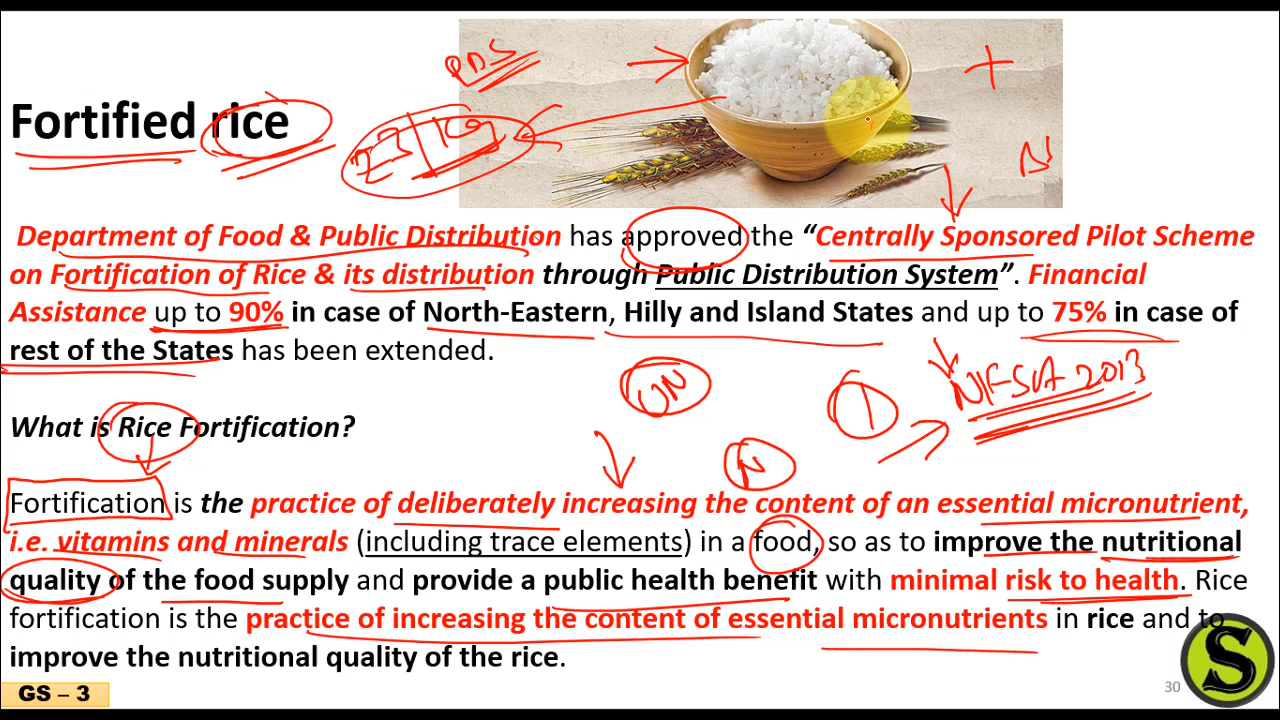 PDS
Fortified rice
Department of Food & Public Distribution has approved the “Centrally Sponsored Pilot Scheme
on Fortification of Rice & its distribution through Public Distribution System”. Financial
Assistance up to 90% in case of North-Eastern, Hilly and Island States and up to 75% in case of
rest of the States has been extended.
UN
NFSA 2013
What is Rice Fortification?
N
Fortification is the practice of deliberately increasing the content of an essential micronutrient,
i.e. vitamins and minerals (including trace elements) in a food, so as to improve the nutritional
quality of the food supply and provide a public health benefit with minimal risk to health. Rice
fortification is the practice of increasing the content of essential micronutrients in rice and to
improve the nutritional quality of the rice.
S
GS – 3
30